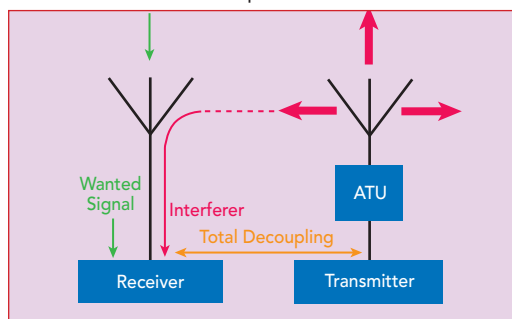 Wanted
Signal
Interferer
ATU
Total Decoupling
Receiver
Transmitter